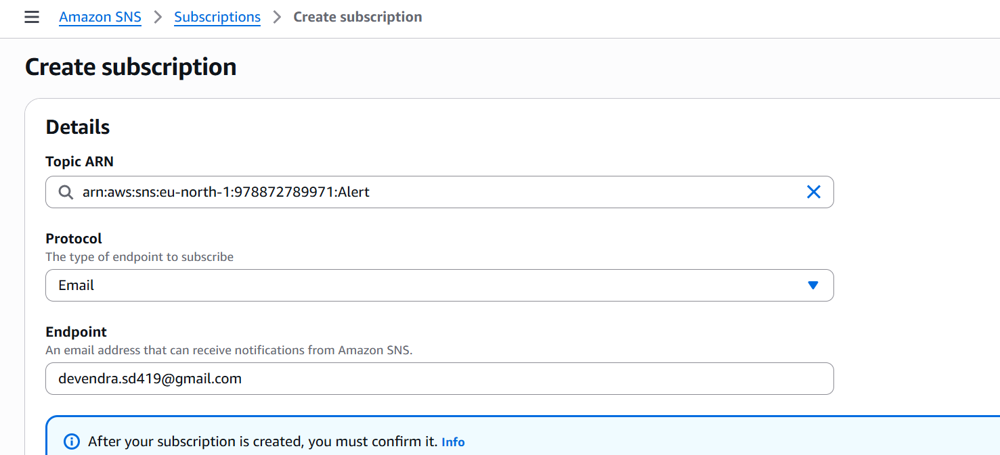 Amazon SNS > Subscriptions > Create subscription
Create subscription
Details
Topic ARN
arn:aws:sns:eu-north-1:978872789971:Alert
Protocol
The type of endpoint to subscribe
Email
Endpoint
An email address that can receive notifications from Amazon SNS.
devendra.sd419@gmail.com
After your subscription is created, you must confirm it. Info